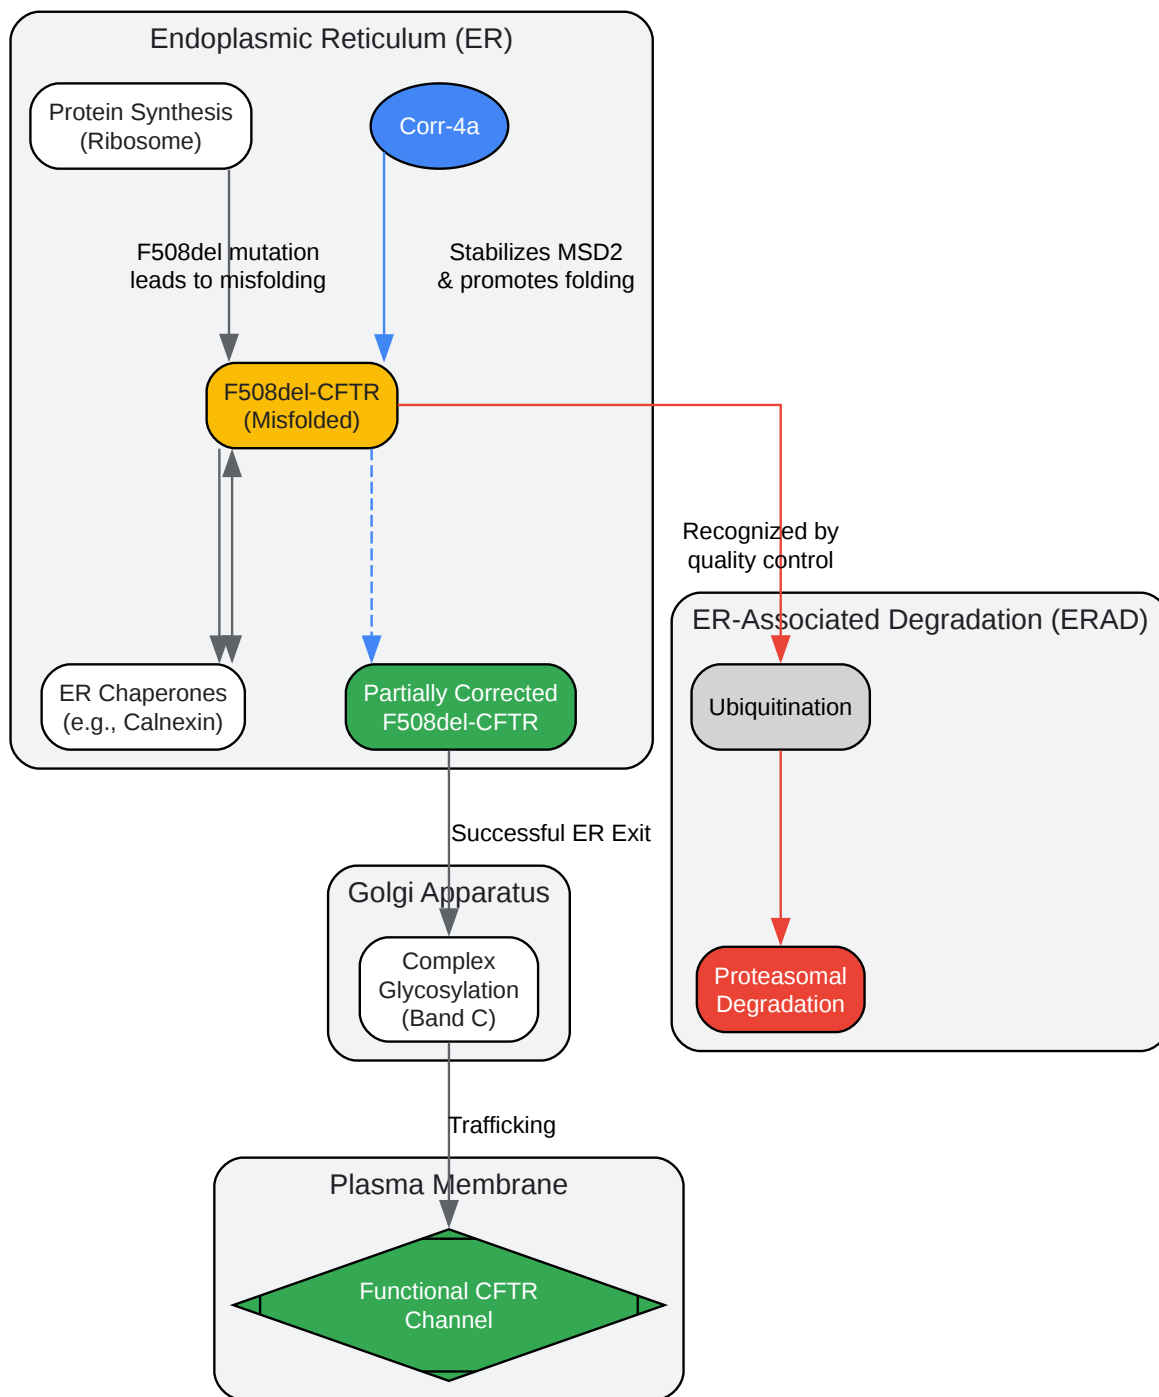 Endoplasmic Reticulum (ER)
Protein Synthesis
(Ribosome)
Corr-4a
F508del mutation
leads to misfolding
Stabilizes MSD2
& promotes folding
F508del-CFTR
(Misfolded)
Recognized by
quality control
ER-Associated Degradation (ERAD)
ER Chaperones
(e.g., Calnexin)
Partially Corrected
F508del-CFTR
Ubiquitination
Successful ER Exit
Golgi Apparatus
Complex
Glycosylation
(Band C)
Proteasomal
Degradation
Trafficking
Plasma Membrane
Functional CFTR
Channel